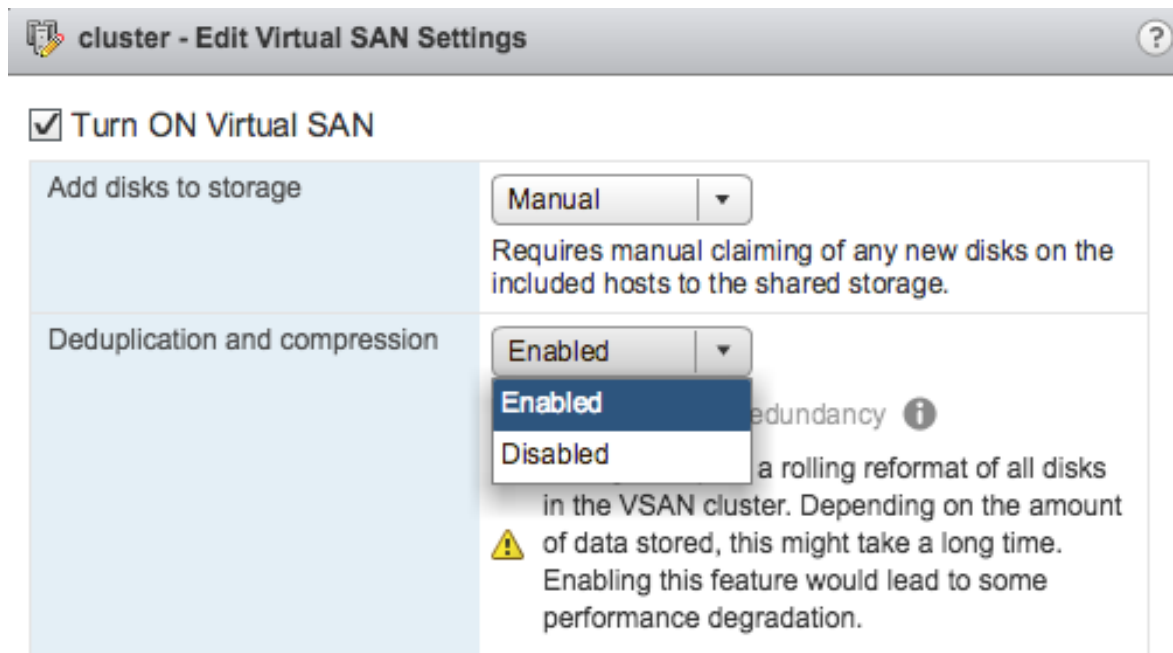 cluster - Edit Virtual SAN Settings
?
Turn ON Virtual SAN
Add disks to storage
Manual
Requires manual claiming of any new disks on the
included hosts to the shared storage.
Deduplication and compression
Enabled
Enabled
Disabled
edundancy
a rolling reformat of all disks
in the VSAN cluster. Depending on the amount
of data stored, this might take a long time.
Enabling this feature would lead to some
performance degradation.